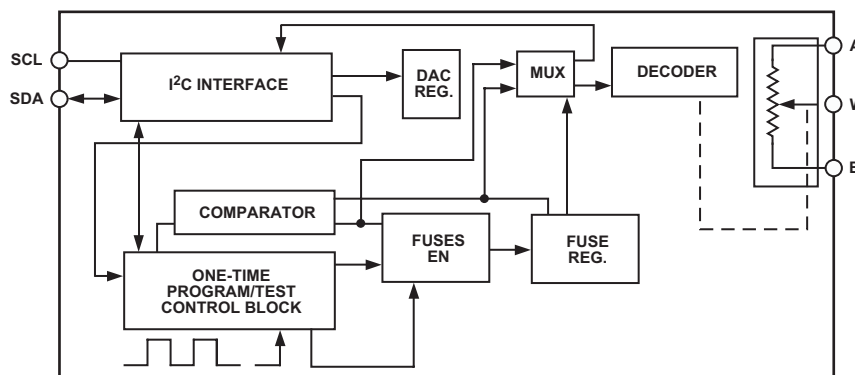 SCL
SDA
I²C INTERFACE
DAC
REG.
MUX
DECODER
A
W
B
COMPARATOR
FUSES
EN
FUSE
REG.
ONE-TIME
PROGRAM/TEST
CONTROL BLOCK